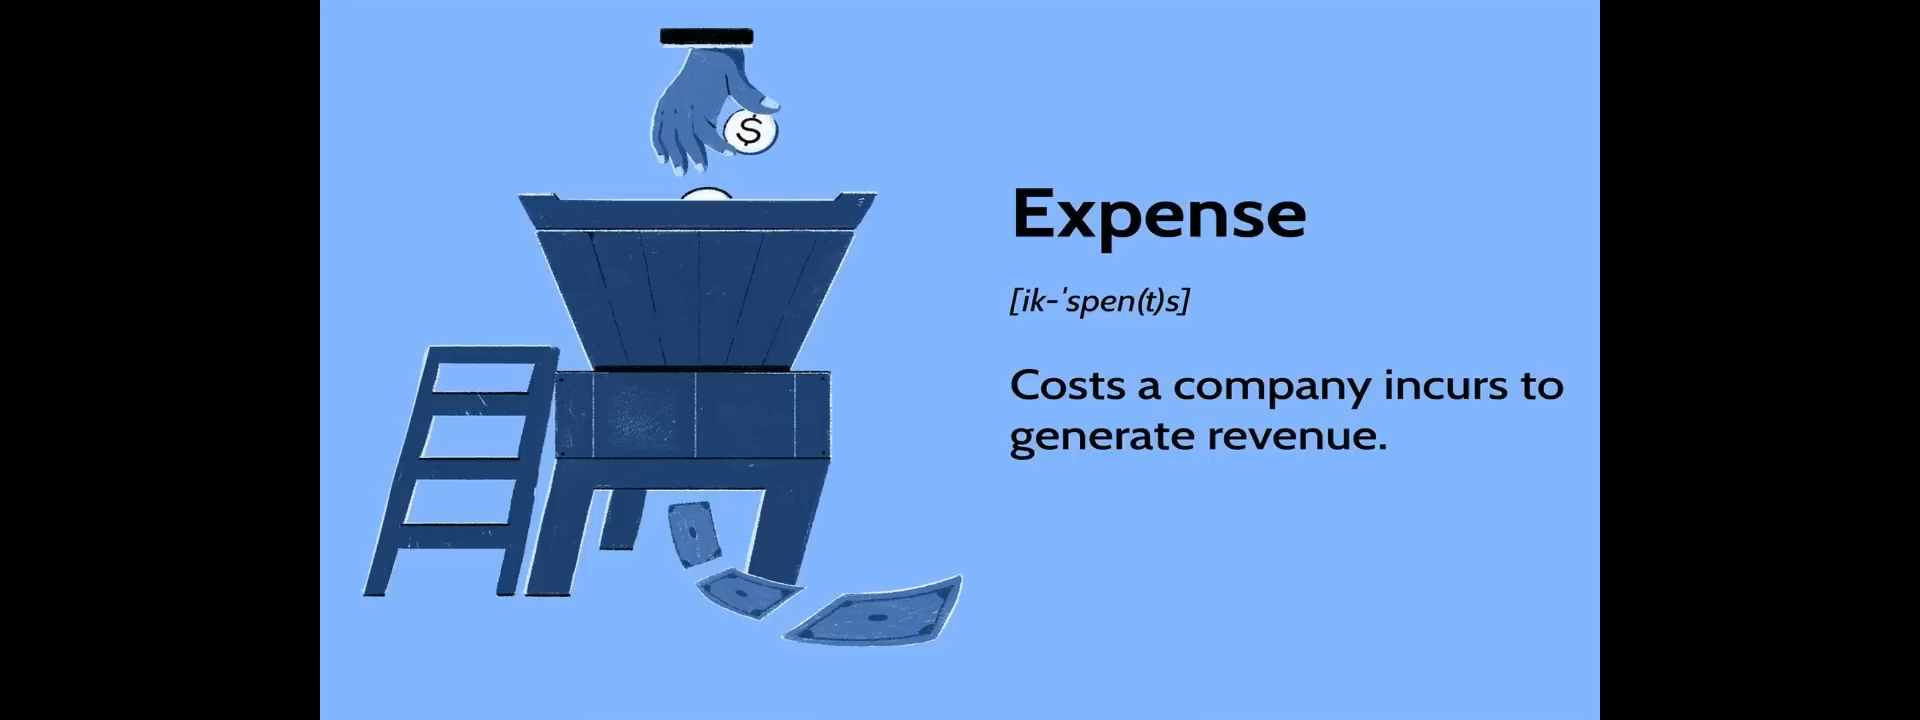 $
Expense
[ik-ˈspen(t)s]
Costs a company incurs to
generate revenue.